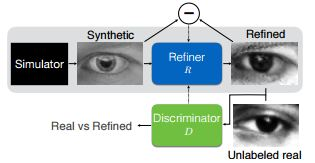 Synthetic
Refined
Simulator
Refiner
R
Discriminator
D
Real vs Refined
Unlabeled real